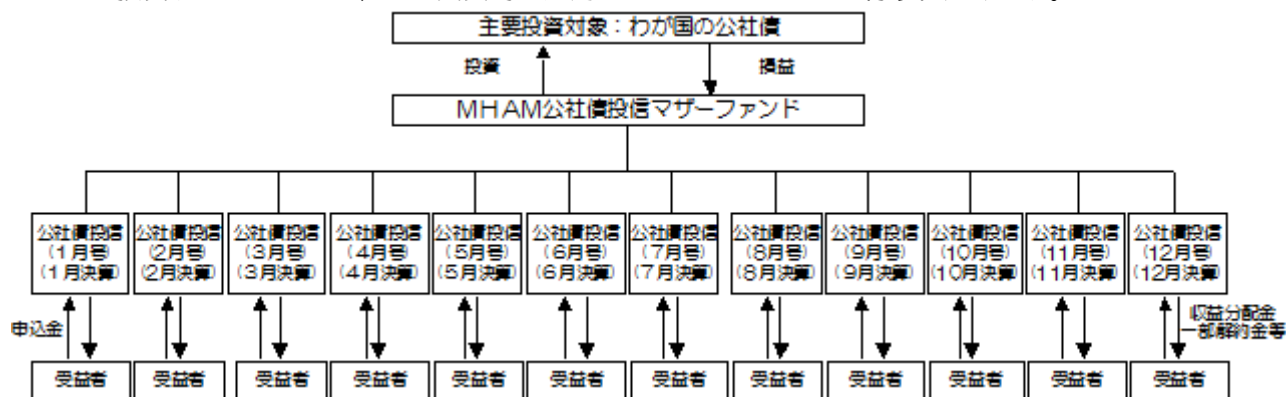 主要投資対象：わが国の公社債
投資
損益
MHAM公社債投信マザーファンド
公社債投信
(1月号)
(1月決算)
公社債投信
(2月号)
(2月決算)
公社債投信
(3月号)
(3月決算)
公社債投信
(4月号)
(4月決算)
公社債投信
(5月号)
(5月決算)
公社債投信
(6月号)
(6月決算)
公社債投信
(7月号)
(7月決算)
公社債投信
(8月号)
(8月決算)
公社債投信
(9月号)
(9月決算)
公社債投信
(10月号)
(10月決算)
公社債投信
(11月号)
(11月決算)
公社債投信
(12月号)
(12月決算)
申込金
収益分配金
一部解約金等
受益者
受益者
受益者
受益者
受益者
受益者
受益者
受益者
受益者
受益者
受益者
受益者